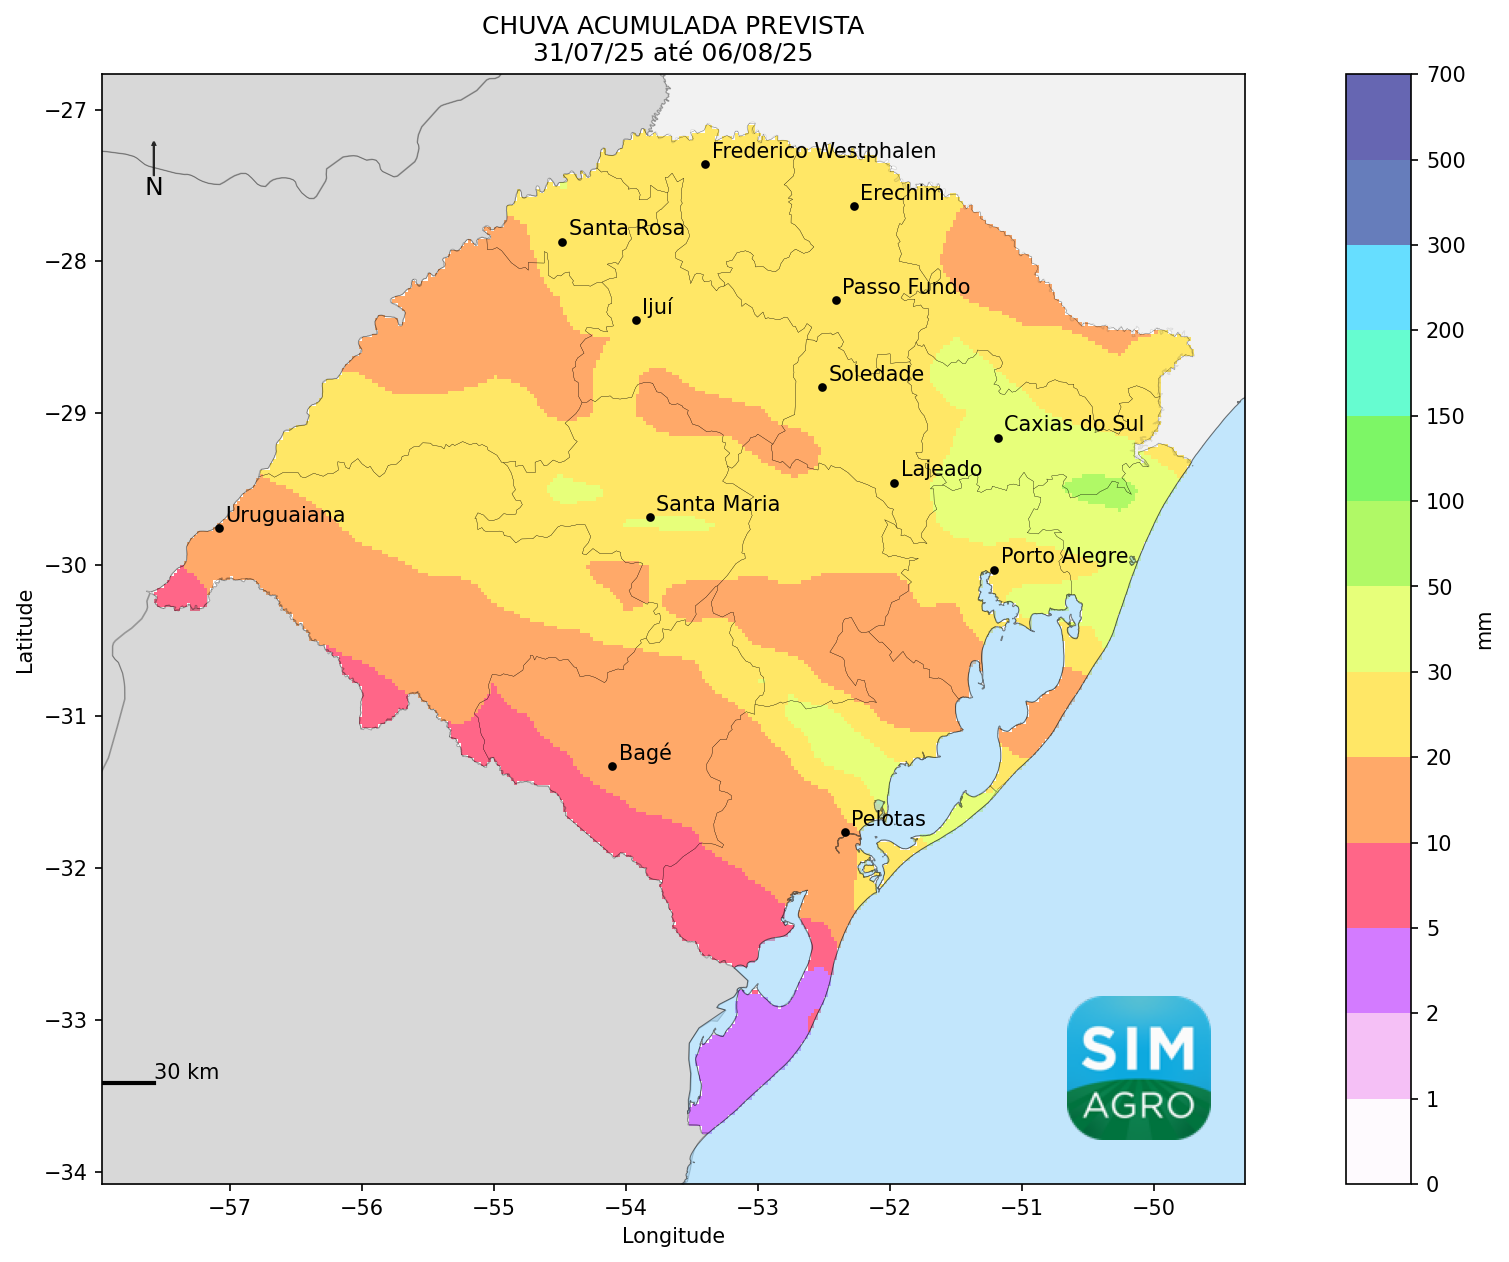 CHUVA ACUMULADA PREVISTA
31/07/25 até 06/08/25
−27
−28
−29
−30
−31
−32
−33
−34
Latitude
N
Frederico Westphalen
Erechim
Santa Rosa
Passo Fundo
Ijuí
Soledade
Caxias do Sul
Lajeado
Santa Maria
Uruguaiana
Porto Alegre
Bagé
Pelotas
30 km
SIM
AGRO
−57
−56
−55
−54
−53
−52
−51
−50
Longitude
700
500
300
200
150
100
50
30
20
10
5
2
1
0
mm